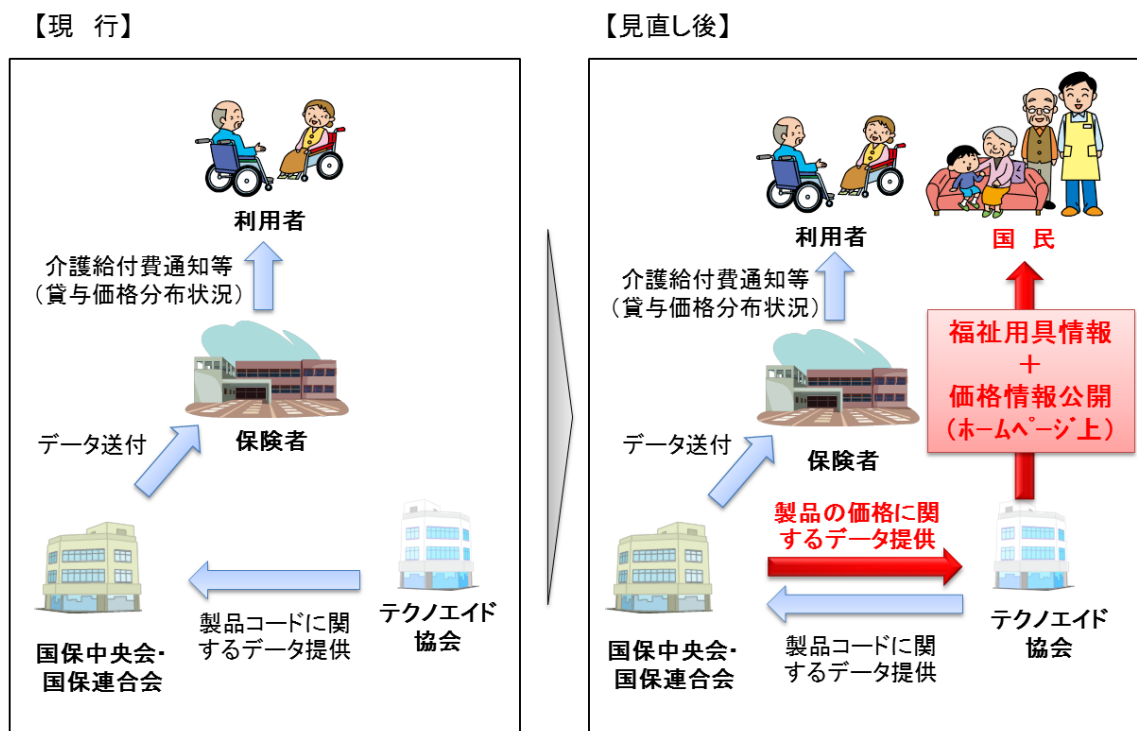 【現　行】
利用者
介護給付費通知等
（貸与価格分布状況）
保険者
データ送付
テクノエイド
協会
製品コードに関
するデータ提供
国保中央会・
国保連合会
【見直し後】
利用者
国　民
介護給付費通知等
（貸与価格分布状況）
福祉用具情報
＋
価格情報公開
（ホームページ上）
保険者
データ送付
製品の価格に関
するデータ提供
テクノエイド
協会
製品コードに関
するデータ提供
国保中央会・
国保連合会